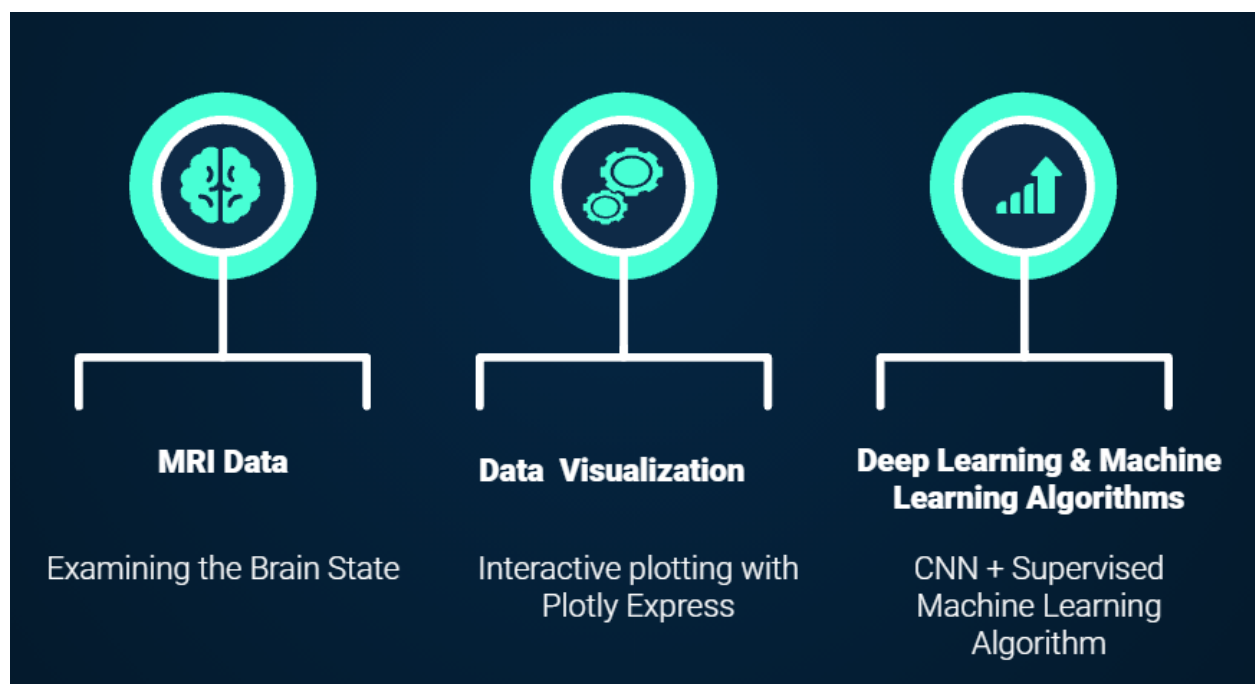 MRI Data
Examining the Brain State
Data Visualization
Interactive plotting with
Plotly Express
Deep Learning & Machine
Learning Algorithms
CNN + Supervised
Machine Learning
Algorithm